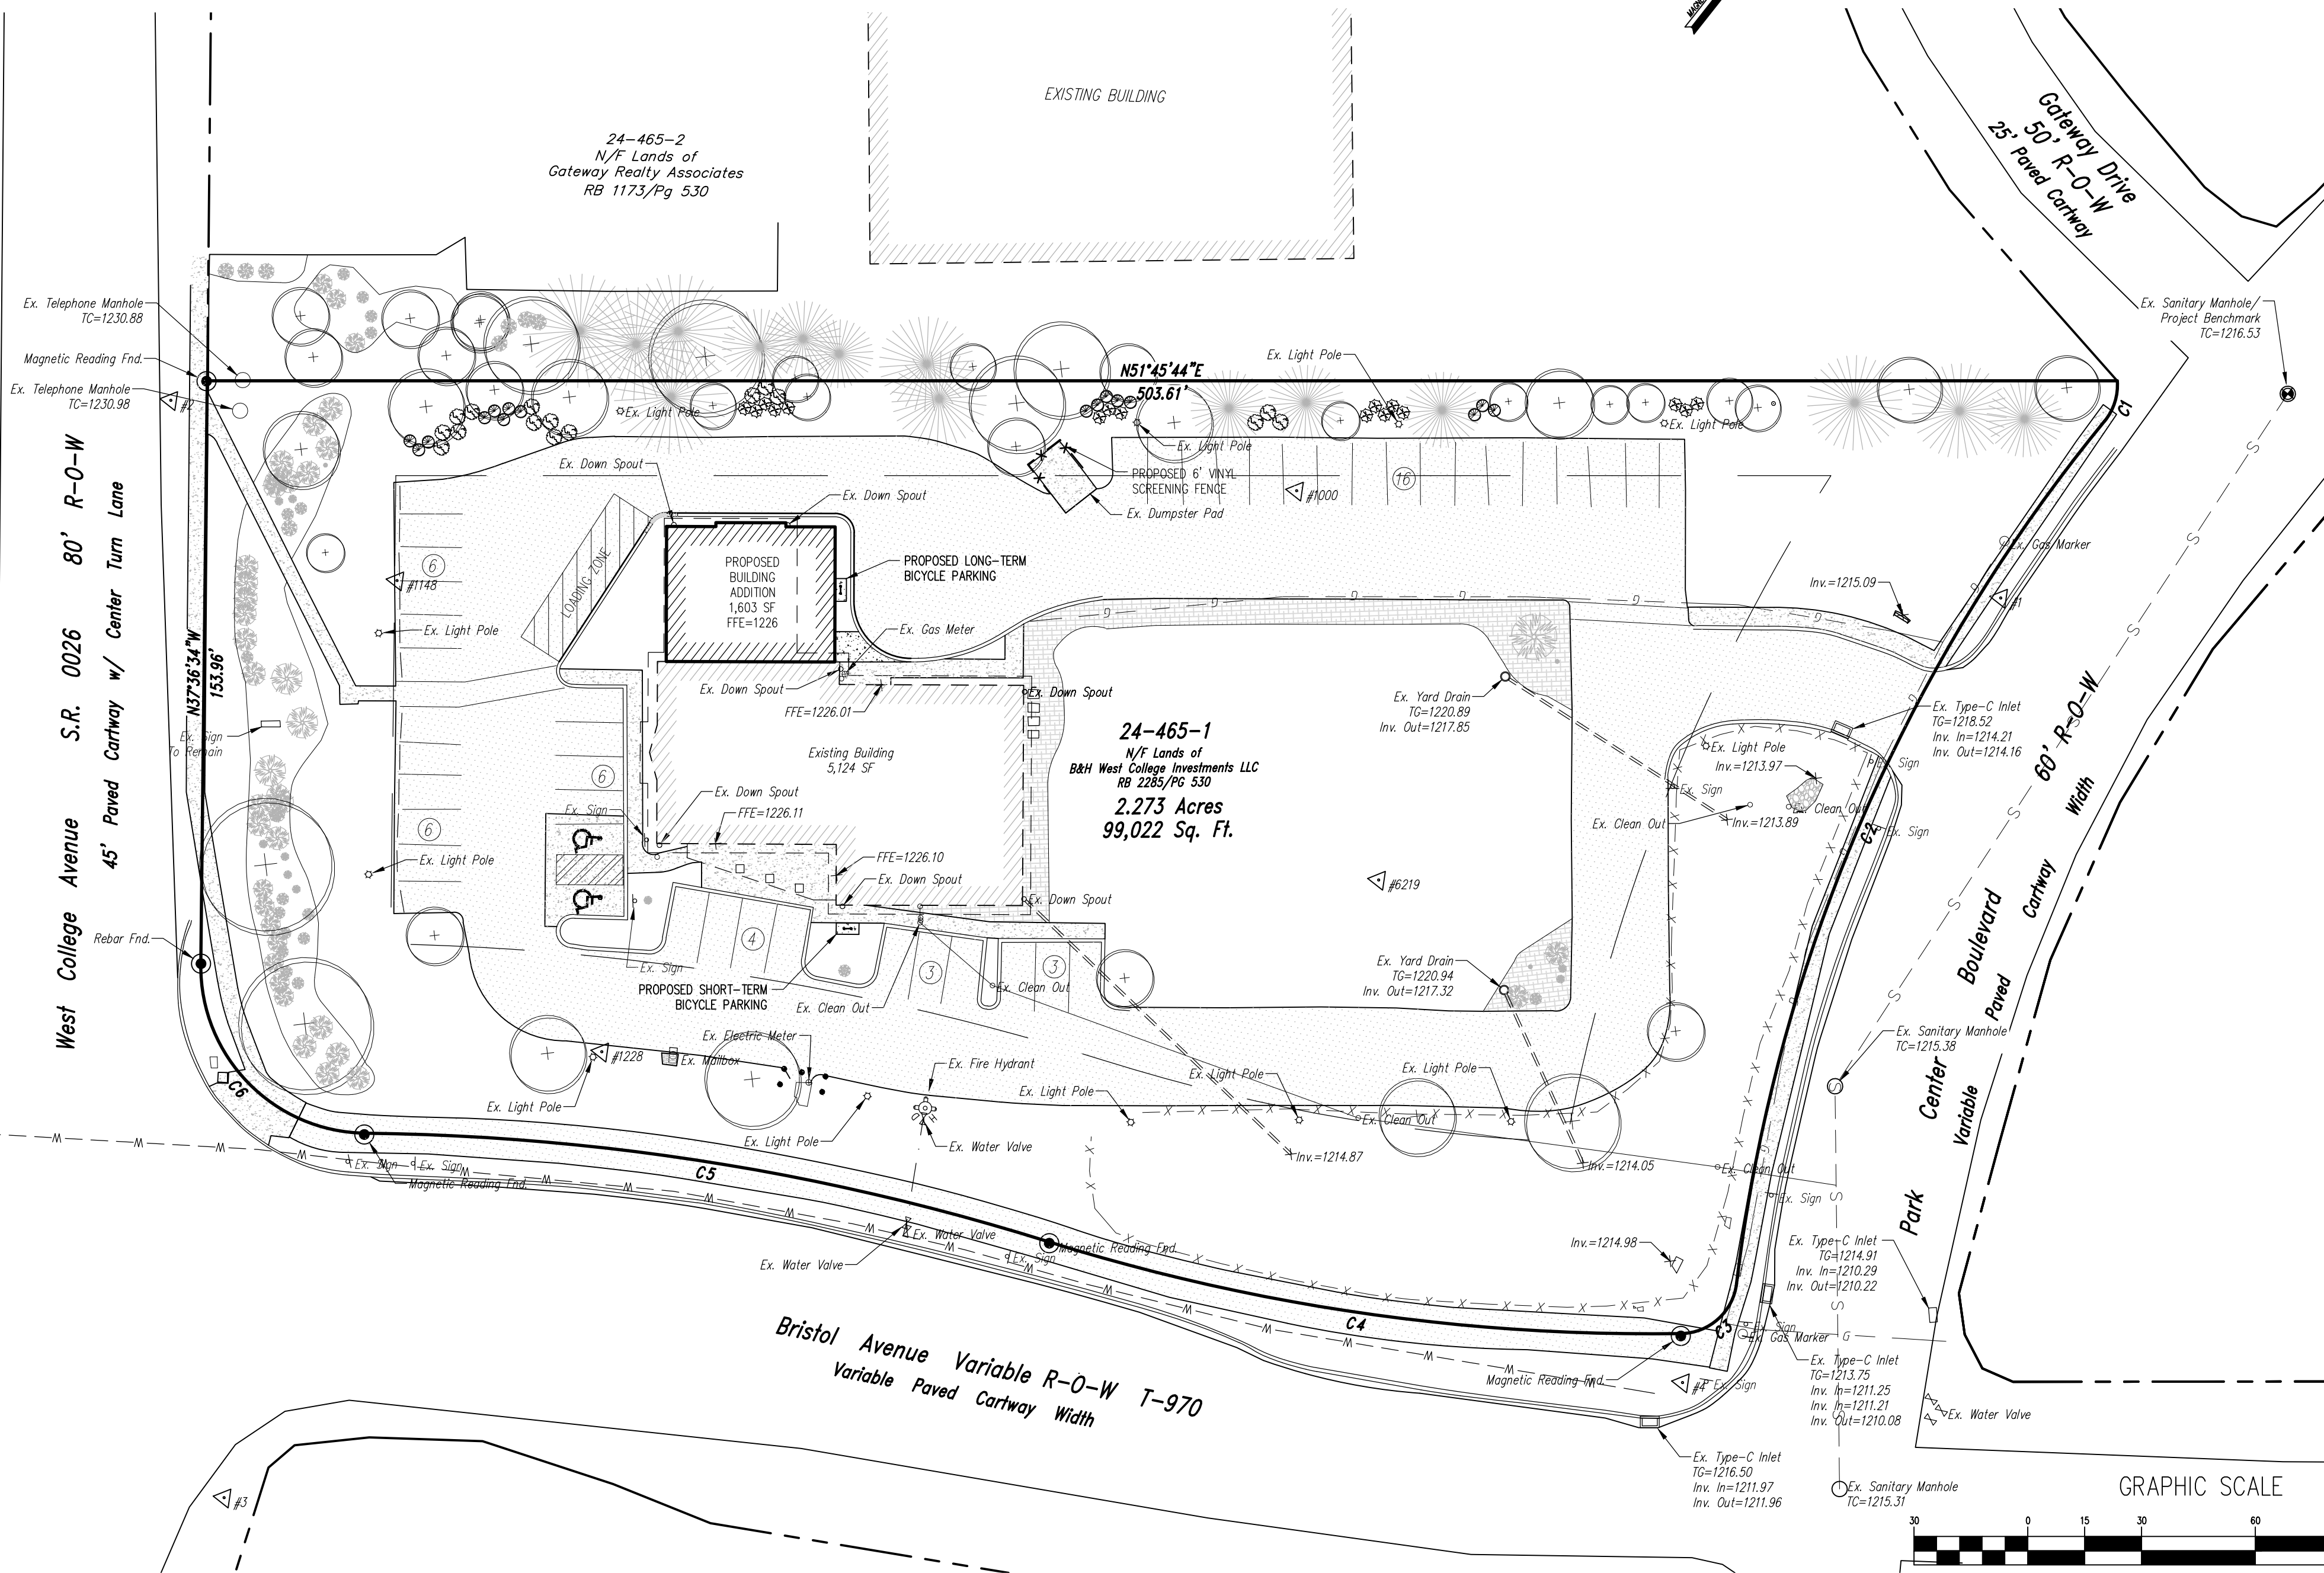 EXISTING BUILDING
24-465-2
N/F Lands of
Gateway Realty Associates
RB 1173/Pg 530
Gateway Drive
50' R-O-W
25' Paved Cartway
Ex. Telephone Manhole
TC=1230.88
Magnetic Reading Fnd.
Ex. Telephone Manhole
TC=1230.98
#2
Ex. Sanitary Manhole/
Project Benchmark
TC=1216.53
Ex. Light Pole
N51°45'44"E
503.61'
C1
Ex. Light Pole
Ex. Light Pole
Ex. Light Pole
Ex. Down Spout
Ex. Down Spout
PROPOSED 6' VINYL
SCREENING FENCE
Ex. Dumpster Pad
#1000
16
West College Avenue S.R. 0026 80' R-O-W
45' Paved Cartway w/ Center Turn Lane
N37°36'34"W
153.96'
6
#1148
LOADING ZONE
PROPOSED
BUILDING
ADDITION
1,603 SF
FFE=1226
PROPOSED LONG-TERM
BICYCLE PARKING
Ex. Gas Marker
Inv.=1215.09
#1
Ex. Light Pole
Ex. Gas Meter
G
G
G
G
G
G
Ex. Down Spout
FFE=1226.01
Ex. Down Spout
Ex. Yard Drain
TG=1220.89
Inv. Out=1217.85
Ex. Type-C Inlet
TG=1218.52
Inv. In=1214.21
Inv. Out=1214.16
Ex. Sign
To Remain
Existing Building
5,124 SF
24-465-1
N/F Lands of
B&H West College Investments LLC
RB 2285/PG 530
2.273 Acres
99,022 Sq. Ft.
Ex. Light Pole
Inv.=1213.97
Ex. Sign
Ex. Sign
Ex. Clean Out
Ex. Clean Out
Inv.=1213.89
C2
Ex. Sign
6
6
Ex. Sign
Ex. Down Spout
FFE=1226.11
FFE=1226.10
Ex. Down Spout
Ex. Down Spout
Ex. Light Pole
#6219
Park Center Boulevard 60' R-O-W
Variable Paved Cartway Width
Rebar Fnd.
4
3
3
Ex. Sign
PROPOSED SHORT-TERM
BICYCLE PARKING
Ex. Clean Out
Ex. Clean Out
Ex. Yard Drain
TG=1220.94
Inv. Out=1217.32
Ex. Electric Meter
#1228
Ex. Mailbox
Ex. Fire Hydrant
Ex. Light Pole
Ex. Light Pole
Ex. Light Pole
Ex. Light Pole
Ex. Light Pole
Ex. Sanitary Manhole
TC=1215.38
C6
Ex. Water Valve
Ex. Clean Out
Inv.=1214.87
Inv.=1214.05
Ex. Clean Out
Ex. Sign
Ex. Sign
Ex. Sign
Magnetic Reading Fnd.
C5
Ex. Water Valve
Ex. Water Valve
Magnetic Reading Fnd.
Ex. Sign
Inv.=1214.98
Ex. Type-C Inlet
TG=1214.91
Inv. In=1210.29
Inv. Out=1210.22
C4
C3
Ex. Sign
Ex. Gas Marker
G
Bristol Avenue Variable R-O-W T-970
Variable Paved Cartway Width
Magnetic Reading Fnd.
#4
Ex. Sign
Ex. Type-C Inlet
TG=1213.75
Inv. In=1211.25
Inv. In=1211.21
Inv. Out=1210.08
Ex. Water Valve
Ex. Type-C Inlet
TG=1216.50
Inv. In=1211.97
Inv. Out=1211.96
Ex. Sanitary Manhole
TC=1215.31
#3
GRAPHIC SCALE
30 0 15 30 60